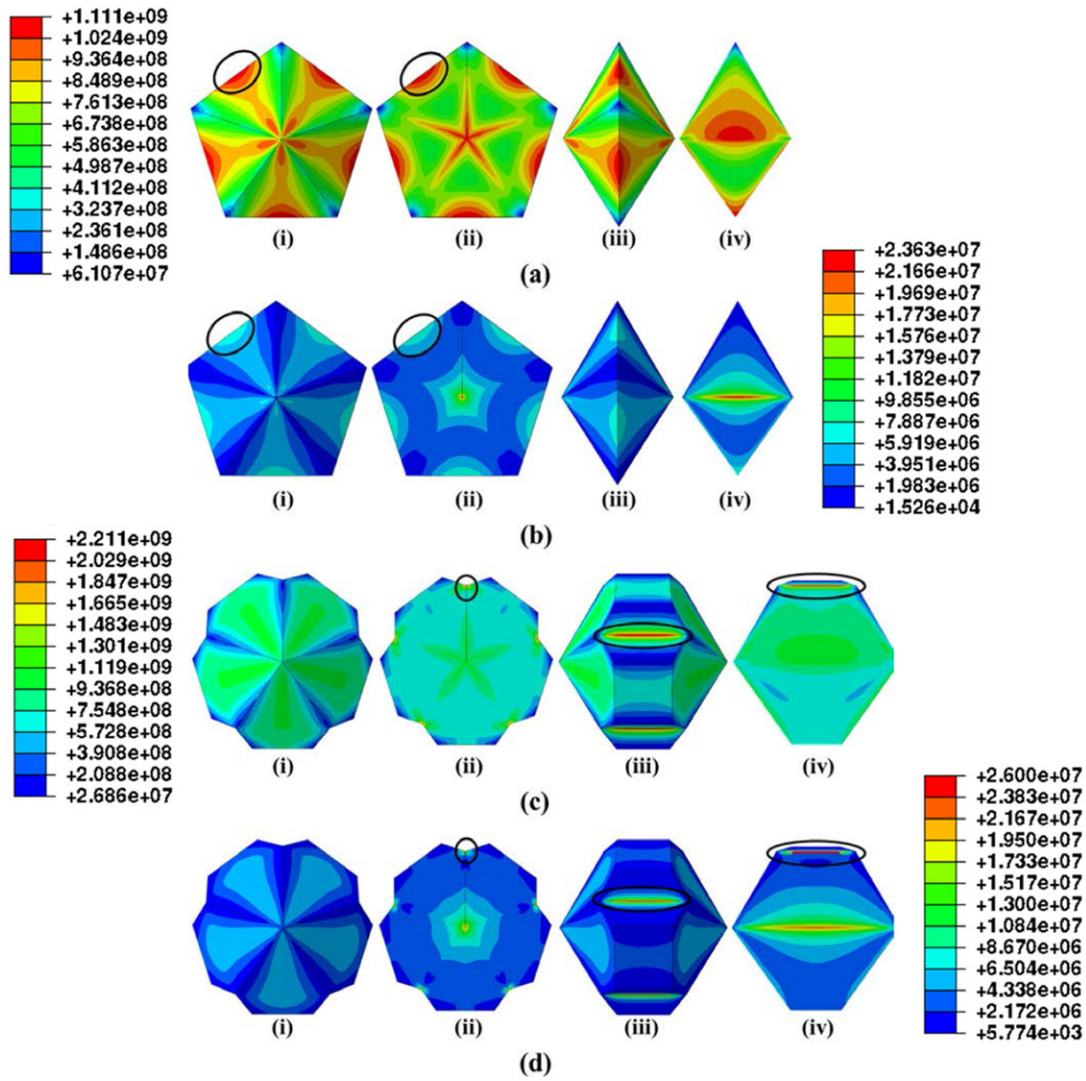 +1.111e+09
+1.024e+09
+9.364e+08
+8.489e+08
+7.613e+08
+6.738e+08
+5.863e+08
+4.987e+08
+4.112e+08
+3.237e+08
+2.361e+08
+1.486e+08
+6.107e+07
(i) (ii) (iii) (iv)
(a)
+2.363e+07
+2.166e+07
+1.969e+07
+1.773e+07
+1.576e+07
+1.379e+07
+1.182e+07
+9.855e+06
+7.887e+06
+5.919e+06
+3.951e+06
+1.983e+06
+1.526e+04
(i) (ii) (iii) (iv)
(b)
+2.211e+09
+2.029e+09
+1.847e+09
+1.665e+09
+1.483e+09
+1.301e+09
+1.119e+09
+9.368e+08
+7.548e+08
+5.728e+08
+3.908e+08
+2.088e+08
+2.686e+07
(i) (ii) (iii) (iv)
(c)
+2.600e+07
+2.383e+07
+2.167e+07
+1.950e+07
+1.733e+07
+1.517e+07
+1.300e+07
+1.084e+07
+8.670e+06
+6.504e+06
+4.338e+06
+2.172e+06
+5.774e+03
(i) (ii) (iii) (iv)
(d)